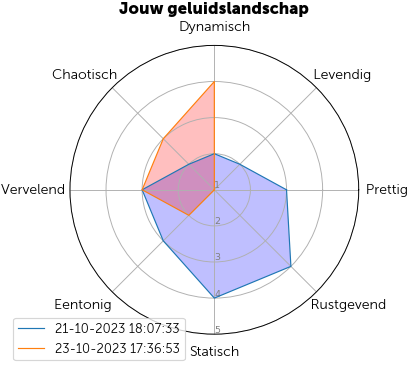 Jouw geluidslandschap
Dynamisch
Chaotisch
Levendig
Vervelend
1
Prettig
2
3
4
Eentonig
Rustgevend
5
21-10-2023 18:07:33
23-10-2023 17:36:53
Statisch